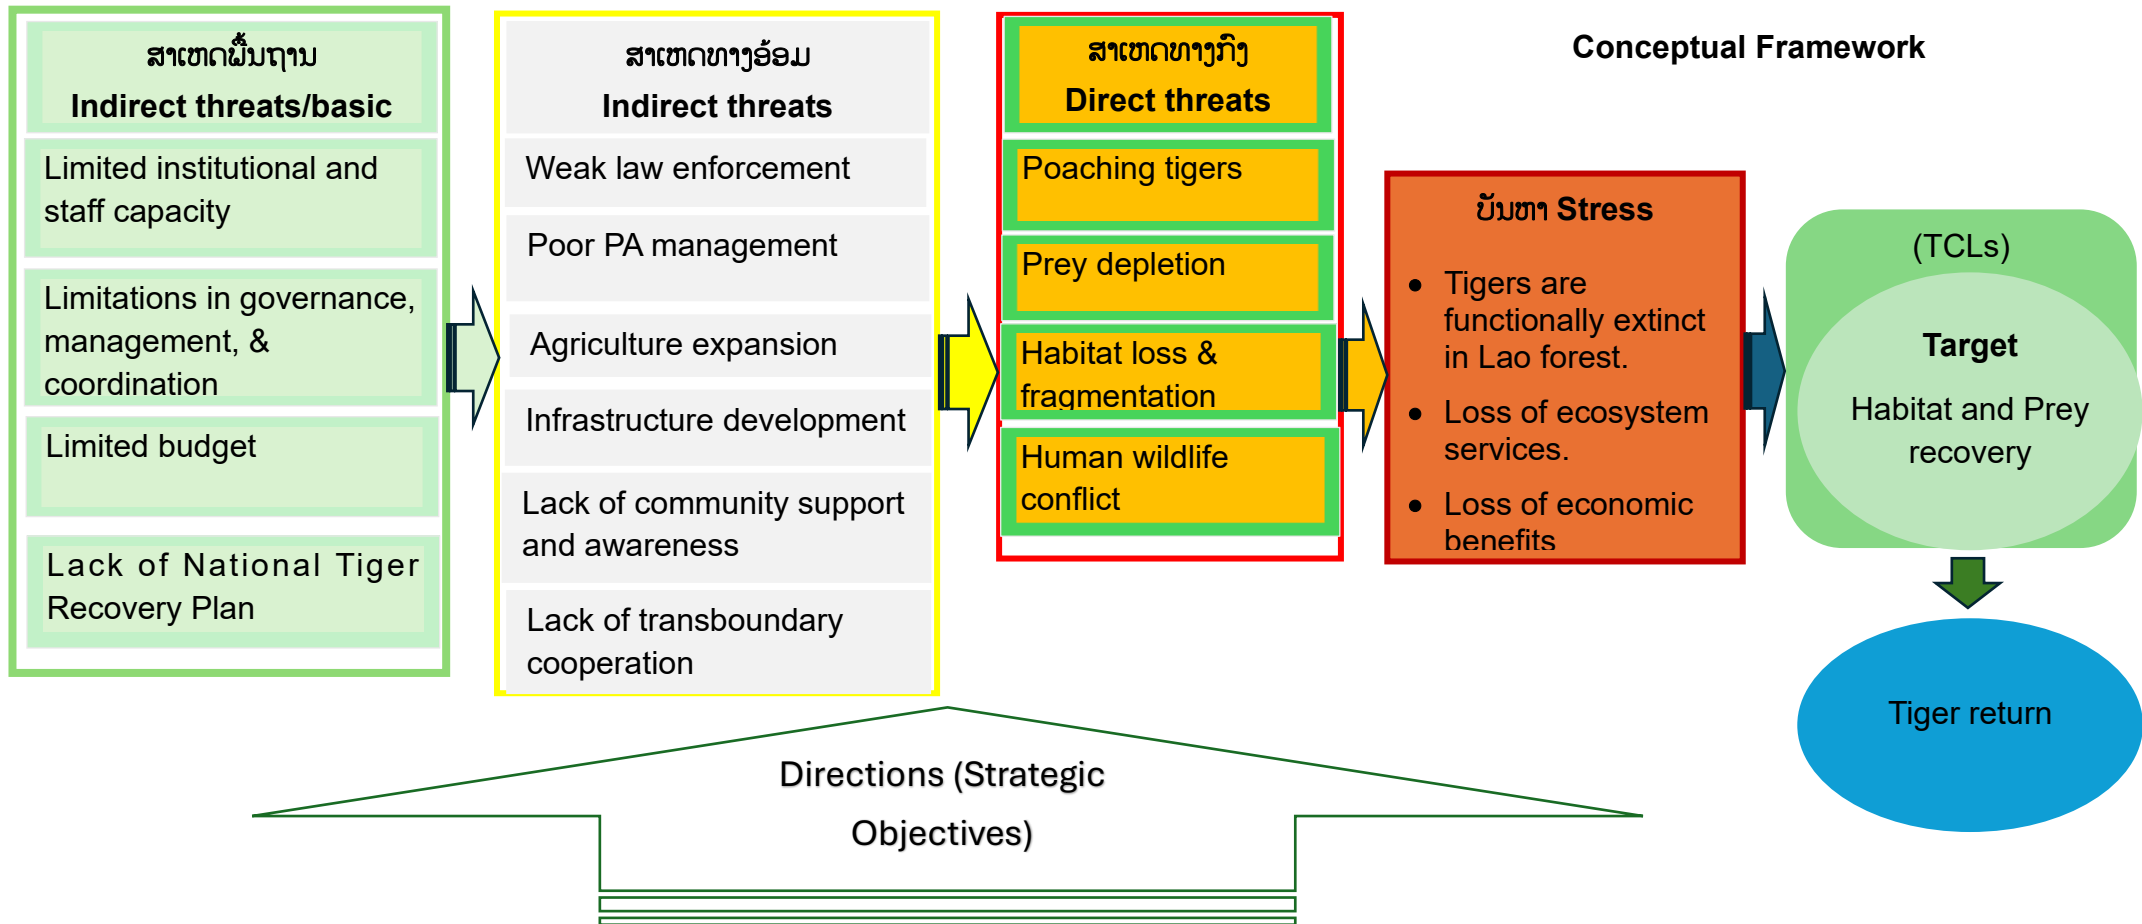 ສາເຫດພື້ນຖານ
Indirect threats/basic
Limited institutional and
staff capacity
Limitations in governance,
management, &
coordination
Limited budget
Lack of National Tiger
Recovery Plan
ສາເຫດທາງອ້ອມ
Indirect threats
Weak law enforcement
Poor PA management
Agriculture expansion
Infrastructure development
Lack of community support
and awareness
Lack of transboundary
cooperation
ສາເຫດທາງກົງ
Direct threats
Poaching tigers
Prey depletion
Habitat loss &
fragmentation
Human wildlife
conflict
Conceptual Framework
ບັນຫາ Stress
● Tigers are
functionally extinct
in Lao forest.
● Loss of ecosystem
services.
● Loss of economic
benefits
(TCLs)
Target
Habitat and Prey
recovery
Tiger return
Directions (Strategic
Objectives)